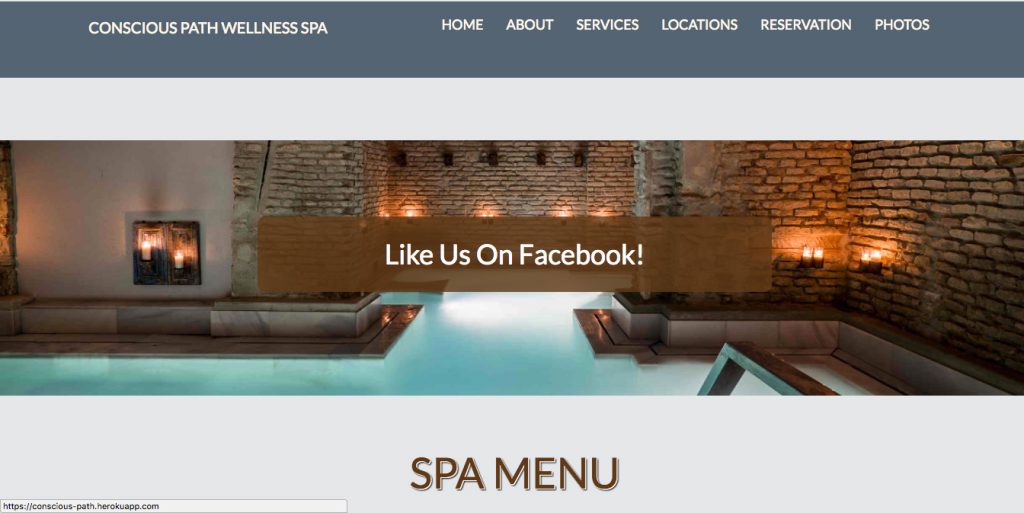 CONSCIOUS PATH WELLNESS SPA
HOME ABOUT SERVICES LOCATIONS RESERVATION PHOTOS
Like Us On Facebook!
SPA MENU
https://conscious-path.herokuapp.com